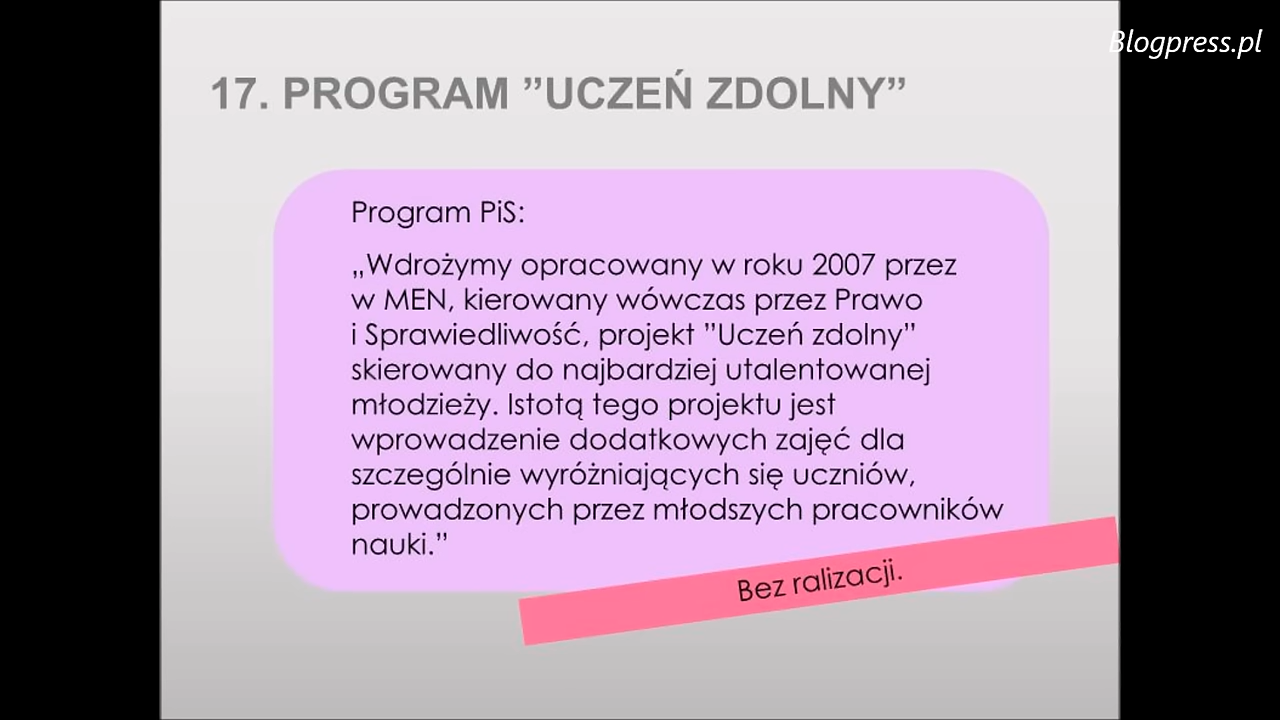 Blogpress.pl
17. PROGRAM ”UCZEŃ ZDOLNY”
Program PiS:
„Wdrożymy opracowany w roku 2007 przez
w MEN, kierowany wówczas przez Prawo
i Sprawiedliwość, projekt ”Uczeń zdolny”
skierowany do najbardziej utalentowanej
młodzieży. Istotą tego projektu jest
wprowadzenie dodatkowych zajęć dla
szczególnie wyróżniających się uczniów,
prowadzonych przez młodszych pracowników
nauki.”
Bez ralizacji.